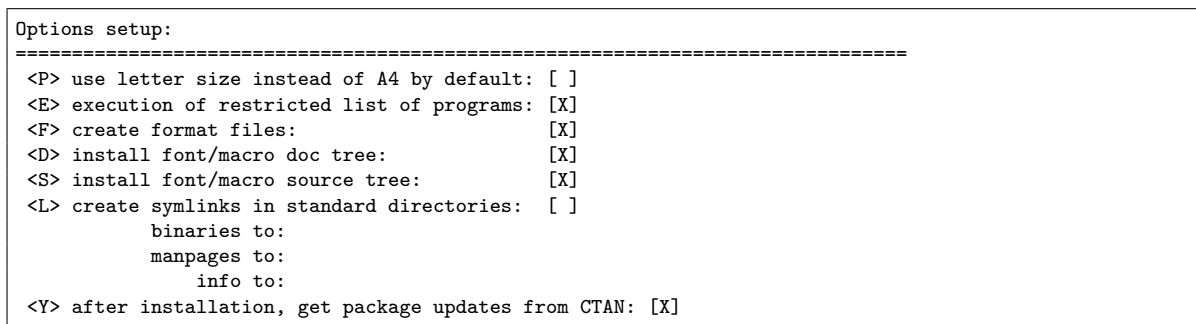 Options setup:
===============================================================================
<P> use letter size instead of A4 by default: [ ]
<E> execution of restricted list of programs: [X]
<F> create format files: [X]
<D> install font/macro doc tree: [X]
<S> install font/macro source tree: [X]
<L> create symlinks in standard directories: [ ]
binaries to:
manpages to:
info to:
<Y> after installation, get package updates from CTAN: [X]